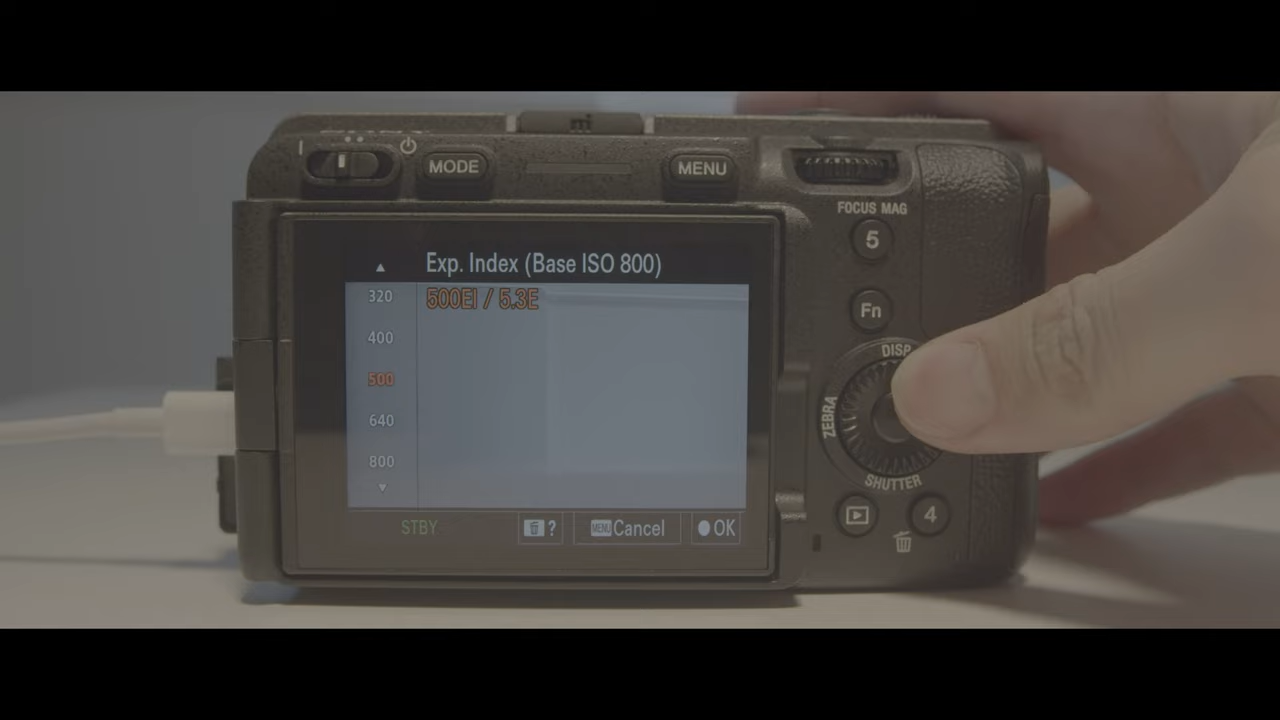 MODE
MENU
FOCUS MAG
5
Fn
DISP
ZEBRA
SHUTTER
4
Exp. Index (Base ISO 800)
320
500EI / 5.3E
400
500
640
800
STBY
?
MENU Cancel
OK